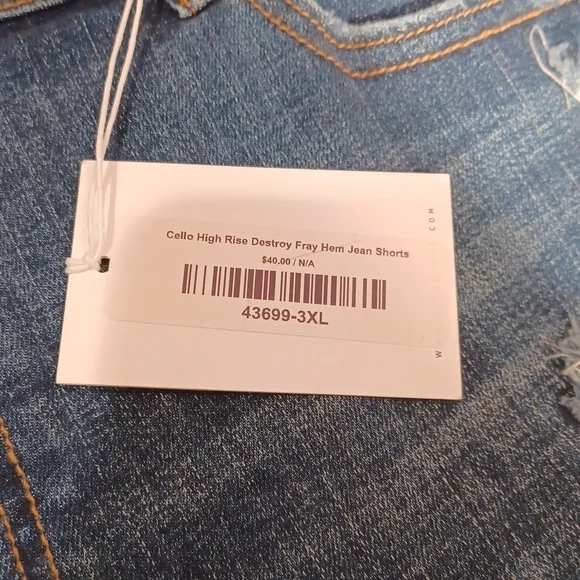 Cello High Rise Destroy Fray Hem Jean Shorts
$40.00 / N/A
43699-3XL